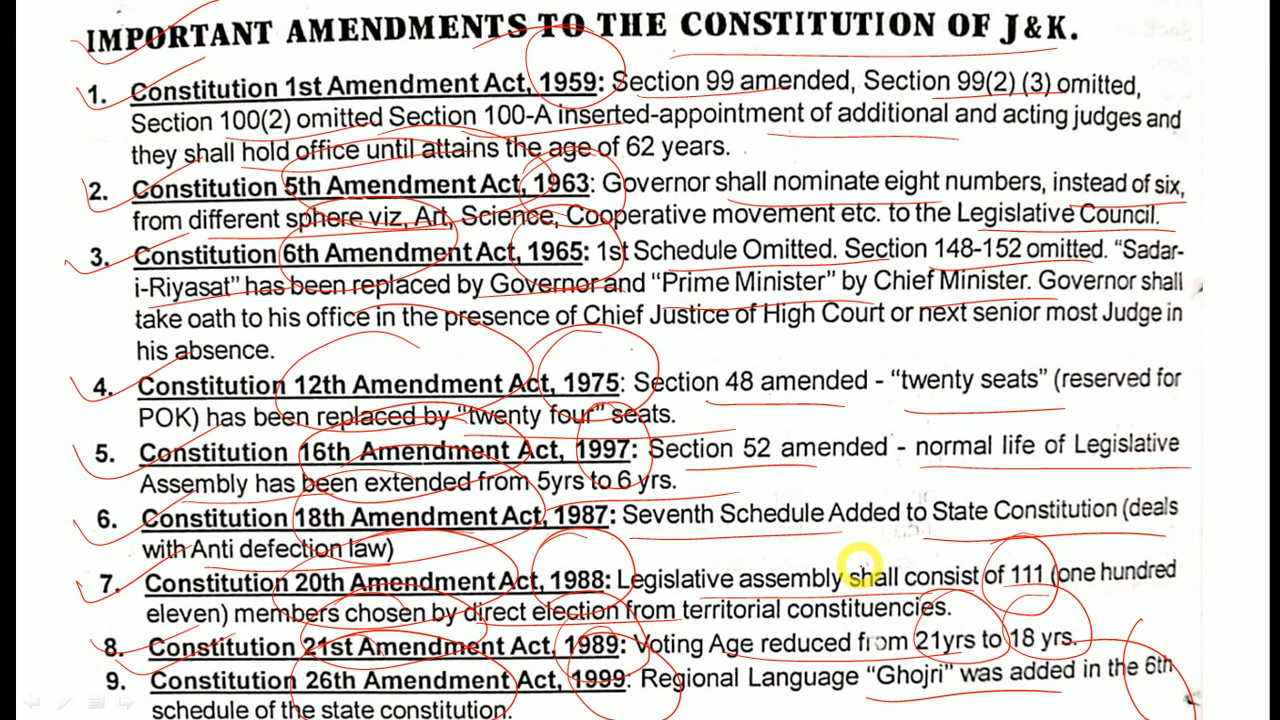 IMPORTANT AMENDMENTS TO THE CONSTITUTION OF J&K.
1. Constitution 1st Amendment Act, 1959: Section 99 amended, Section 99(2) (3) omitted,
Section 100(2) omitted Section 100-A inserted-appointment of additional and acting judges and
they shall hold office until attains the age of 62 years.
2. Constitution 5th Amendment Act, 1963: Governor shall nominate eight numbers, instead of six,
from different sphere viz, Art, Science, Cooperative movement etc. to the Legislative Council.
3. Constitution 6th Amendment Act, 1965: 1st Schedule Omitted. Section 148-152 omitted. “Sadar-
i-Riyasat” has been replaced by Governor and “Prime Minister” by Chief Minister. Governor shall
take oath to his office in the presence of Chief Justice of High Court or next senior most Judge in
his absence.
4. Constitution 12th Amendment Act, 1975: Section 48 amended - “twenty seats” (reserved for
POK) has been replaced by “twenty four” seats.
5. Constitution 16th Amendment Act, 1997: Section 52 amended - normal life of Legislative
Assembly has been extended from 5yrs to 6 yrs.
6. Constitution 18th Amendment Act, 1987: Seventh Schedule Added to State Constitution (deals
with Anti defection law)
7. Constitution 20th Amendment Act, 1988: Legislative assembly shall consist of 111 (one hundred
eleven) members chosen by direct election from territorial constituencies.
8. Constitution 21st Amendment Act, 1989: Voting Age reduced from 21yrs to 18 yrs.
9. Constitution 26th Amendment Act, 1999. Regional Language “Ghojri” was added in the 6th
schedule of the state constitution.